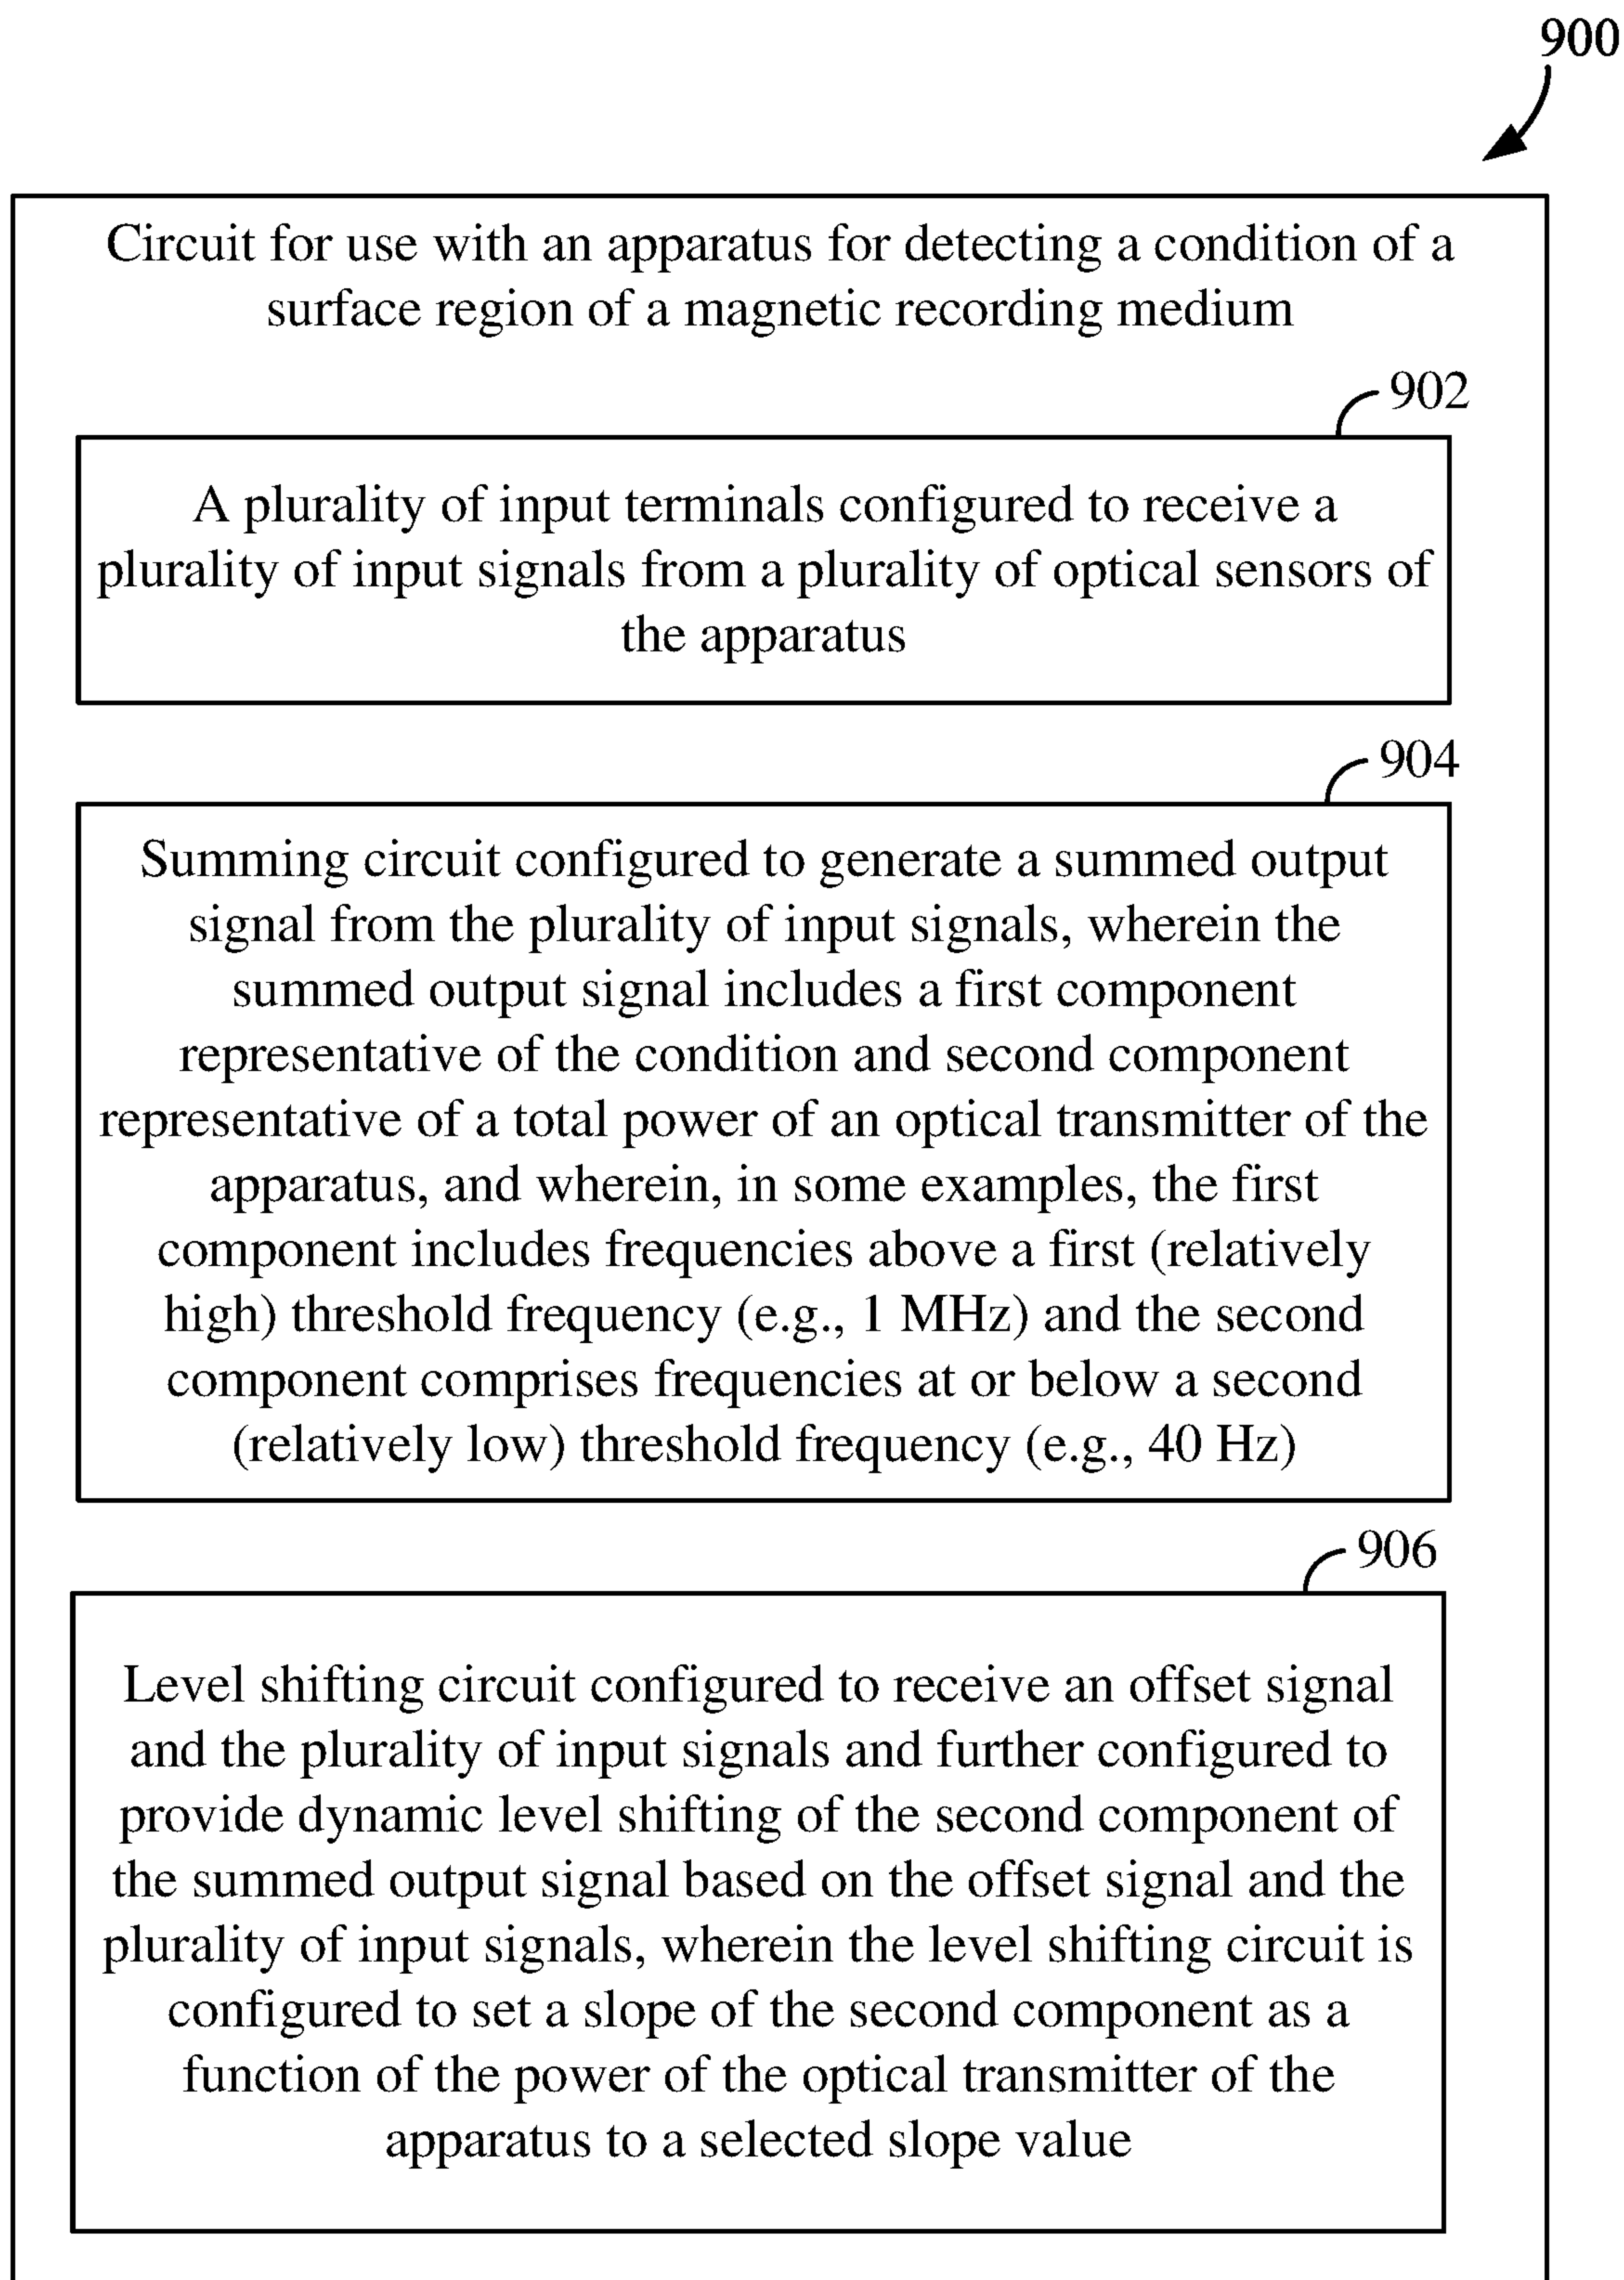 900
Circuit for use with an apparatus for detecting a condition of a
surface region of a magnetic recording medium
902
A plurality of input terminals configured to receive a
plurality of input signals from a plurality of optical sensors of
the apparatus
904
Summing circuit configured to generate a summed output
signal from the plurality of input signals, wherein the
summed output signal includes a first component
representative of the condition and second component
representative of a total power of an optical transmitter of the
apparatus, and wherein, in some examples, the first
component includes frequencies above a first (relatively
high) threshold frequency (e.g., 1 MHz) and the second
component comprises frequencies at or below a second
(relatively low) threshold frequency (e.g., 40 Hz)
906
Level shifting circuit configured to receive an offset signal
and the plurality of input signals and further configured to
provide dynamic level shifting of the second component of
the summed output signal based on the offset signal and the
plurality of input signals, wherein the level shifting circuit is
configured to set a slope of the second component as a
function of the power of the optical transmitter of the
apparatus to a selected slope value